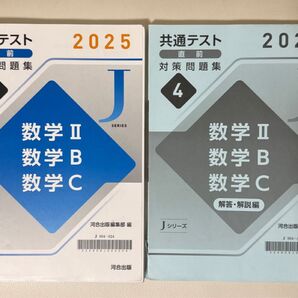 テスト
直前
問題集
2025
J
SERIES
数学Ⅱ
数学B
数学C
河合出版編集部 編
河合出版
共通テスト
直前
対策問題集
202
4
数学Ⅱ
数学B
数学C
解答・解説編
Jシリーズ
河合出版